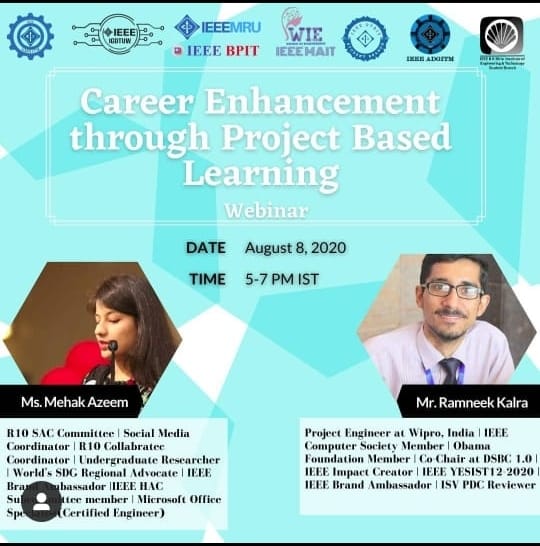 IEEE
IGDTUW
IEEEMRU
IEEE BPIT
WIE
IEEE MAIT
IEEE ADGITM
Career Enhancement
through Project Based
Learning
Webinar
DATE August 8, 2020
TIME 5-7 PM IST
Ms. Mehak Azeem
R10 SAC Committee | Social Media
Coordinator | R10 Collabratec
Coordinator | Undergraduate Researcher
| World's SDG Regional Advocate | IEEE
Ambassador |IEEE HAC
member | Microsoft Office
(Certified Engineer)
Mr. Ramneek Kalra
Project Engineer at Wipro, India | IEEE
Computer Society Member | Obama
Foundation Member | Co-Chair at DSBC 1.0 |
IEEE Impact Creator | IEEE YESIST12-2020 |
IEEE Brand Ambassador | ISV PDC Reviewer